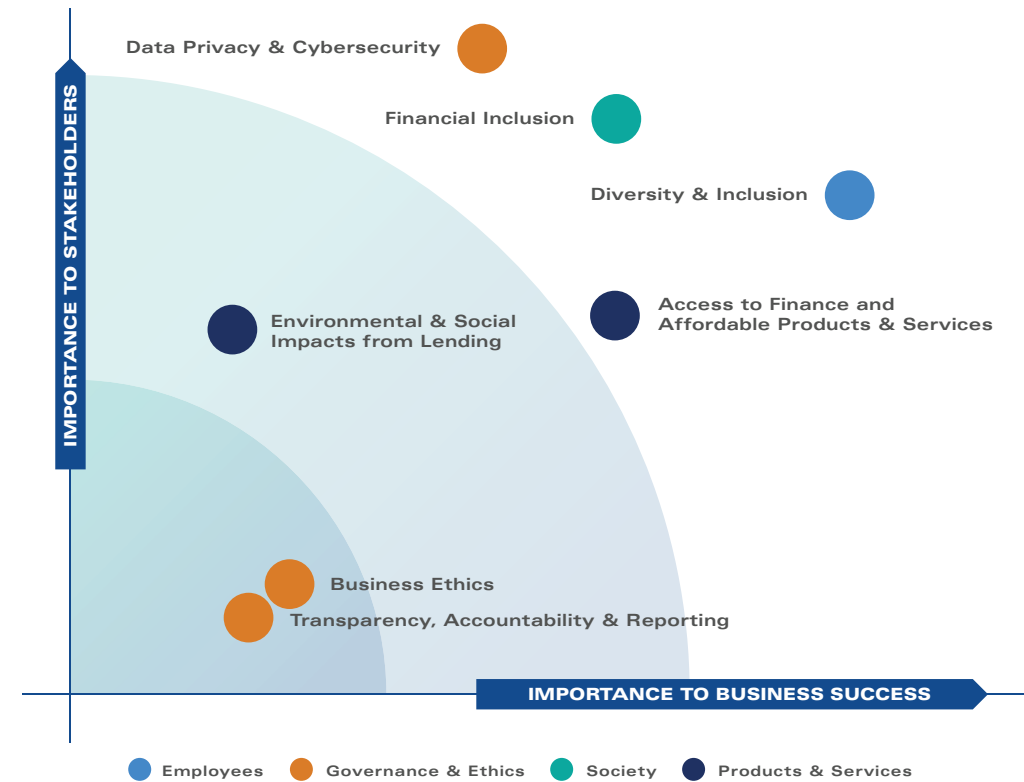 Data Privacy & Cybersecurity
Financial Inclusion
Diversity & Inclusion
Access to Finance and
Affordable Products & Services
Environmental & Social
Impacts from Lending
Business Ethics
Transparency, Accountability & Reporting
IMPORTANCE TO STAKEHOLDERS
IMPORTANCE TO BUSINESS SUCCESS
Employees
Governance & Ethics
Society
Products & Services